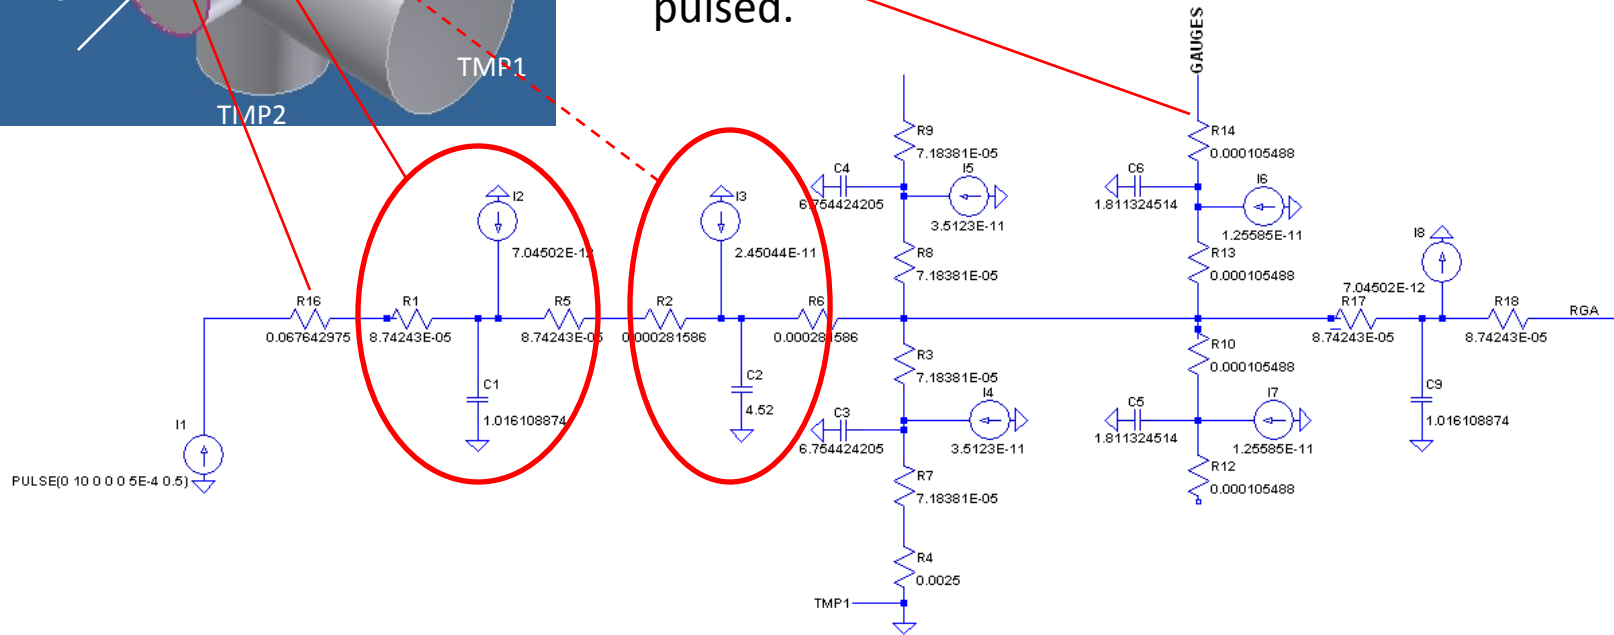 pulsed.
TMP1
TMP2
GAUGES
R9
7.18381E-05
R14
0.000105488
C4
6.754424205
I5
3.5123E-11
C6
1.811324514
I6
1.25585E-11
I2
7.04502E-12
I3
2.45044E-11
R8
7.18381E-05
R13
0.000105488
I8
7.04502E-12
R16
0.067642975
R1
8.74243E-05
R5
8.74243E-05
R2
0.000281586
R6
0.000281586
R17
8.74243E-05
R18
8.74243E-05
RGA
R3
7.18381E-05
R10
0.000105488
C1
1.016108874
C2
4.52
C3
6.754424205
I4
3.5123E-11
C5
1.811324514
I7
1.25585E-11
C9
1.016108874
I1
PULSE(0 10 0 0 0 5E-4 0.5)
R7
7.18381E-05
R12
0.000105488
R4
0.0025
TMP1